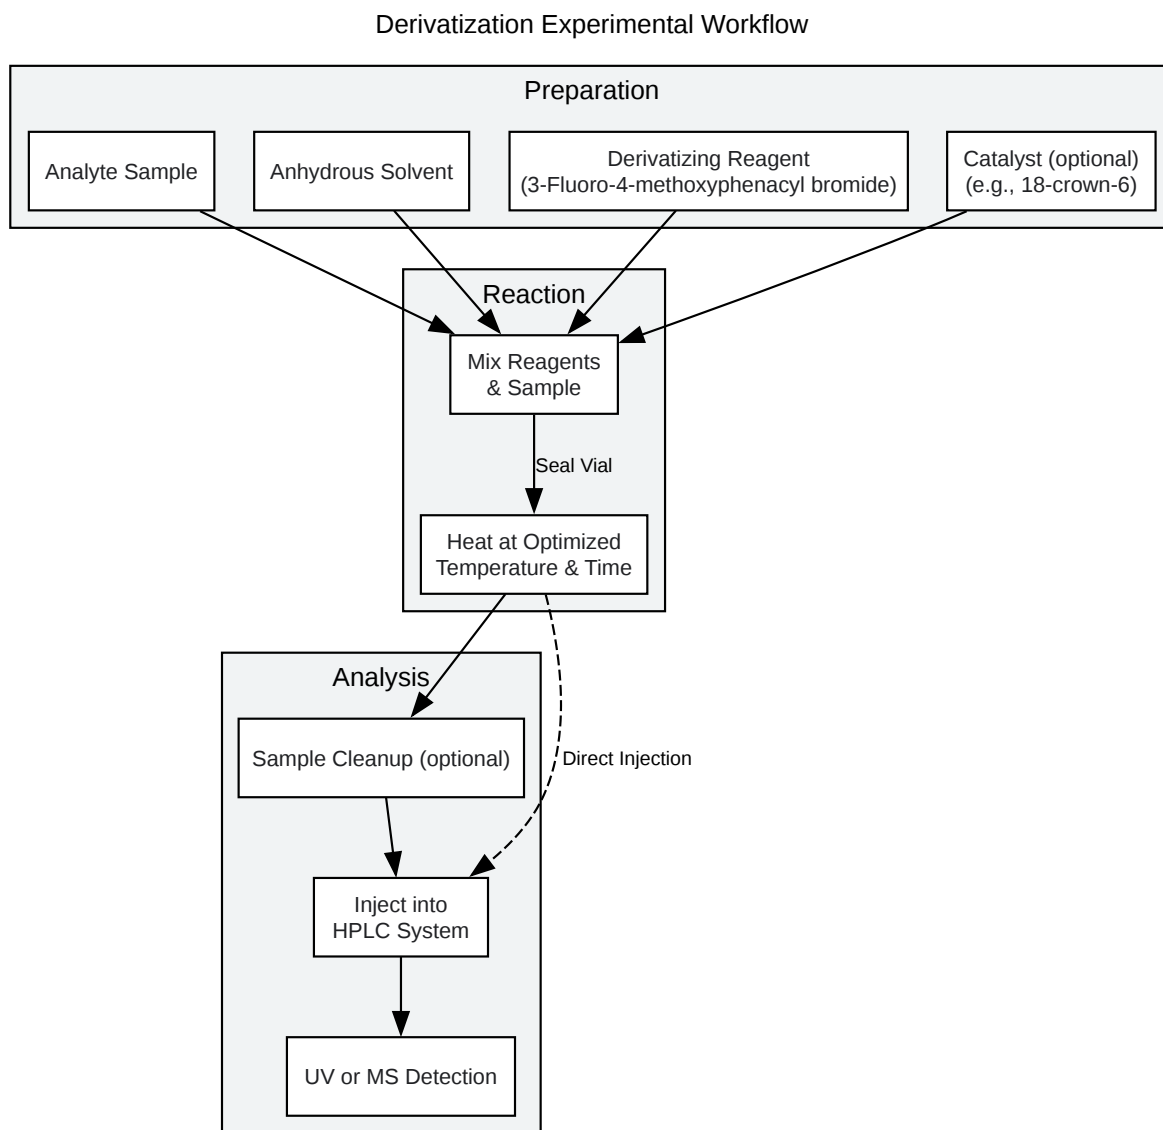 Derivatization Experimental Workflow
Preparation
Analyte Sample
Anhydrous Solvent
Derivatizing Reagent
(3-Fluoro-4-methoxyphenacyl bromide)
Catalyst (optional)
(e.g., 18-crown-6)
Reaction
Mix Reagents
& Sample
Seal Vial
Heat at Optimized
Temperature & Time
Analysis
Sample Cleanup (optional)
Direct Injection
Inject into
HPLC System
UV or MS Detection